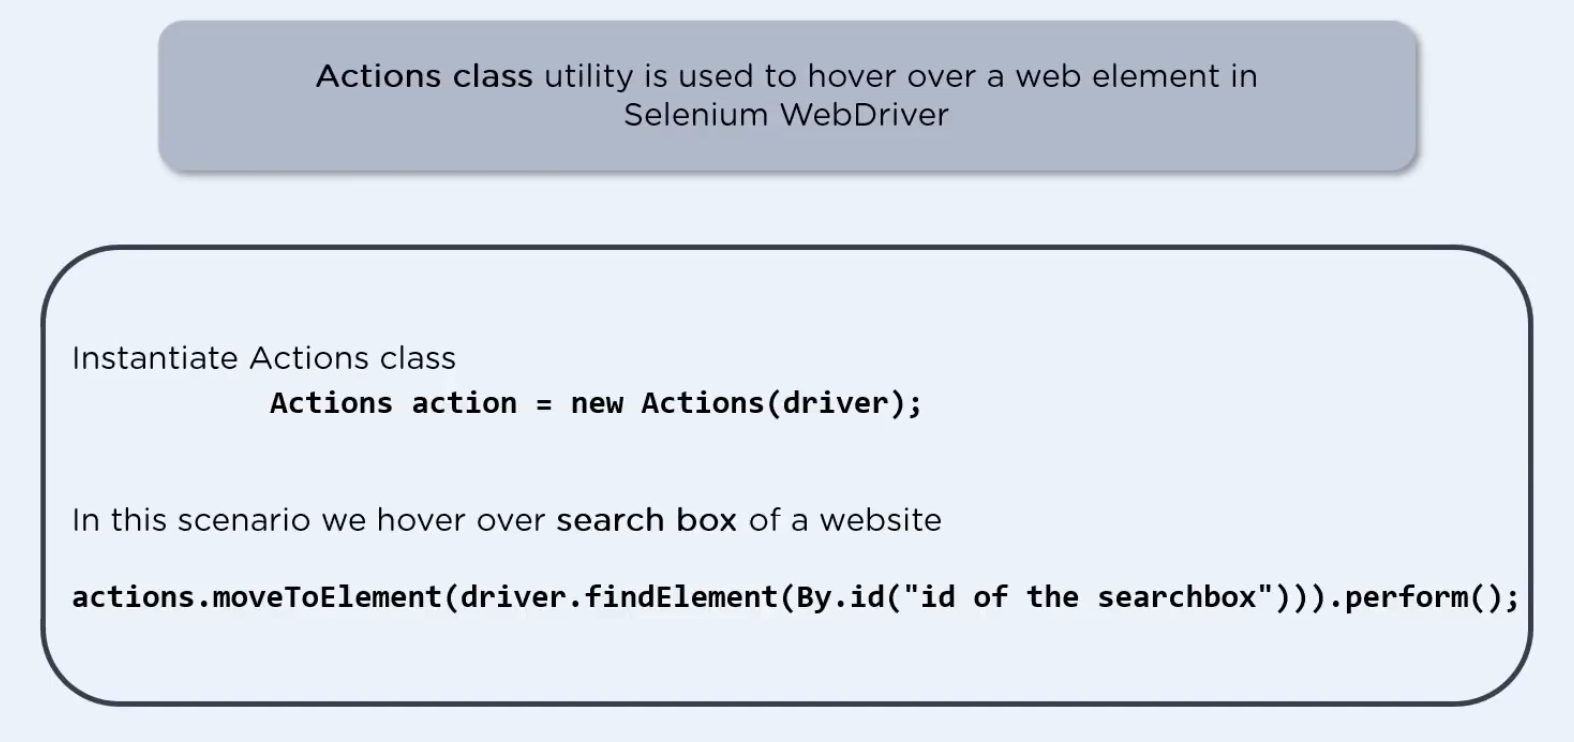 Actions class utility is used to hover over a web element in
Selenium WebDriver
Instantiate Actions class
Actions action = new Actions(driver);
In this scenario we hover over search box of a website
actions.moveToElement(driver.findElement(By.id("id of the searchbox"))).perform();